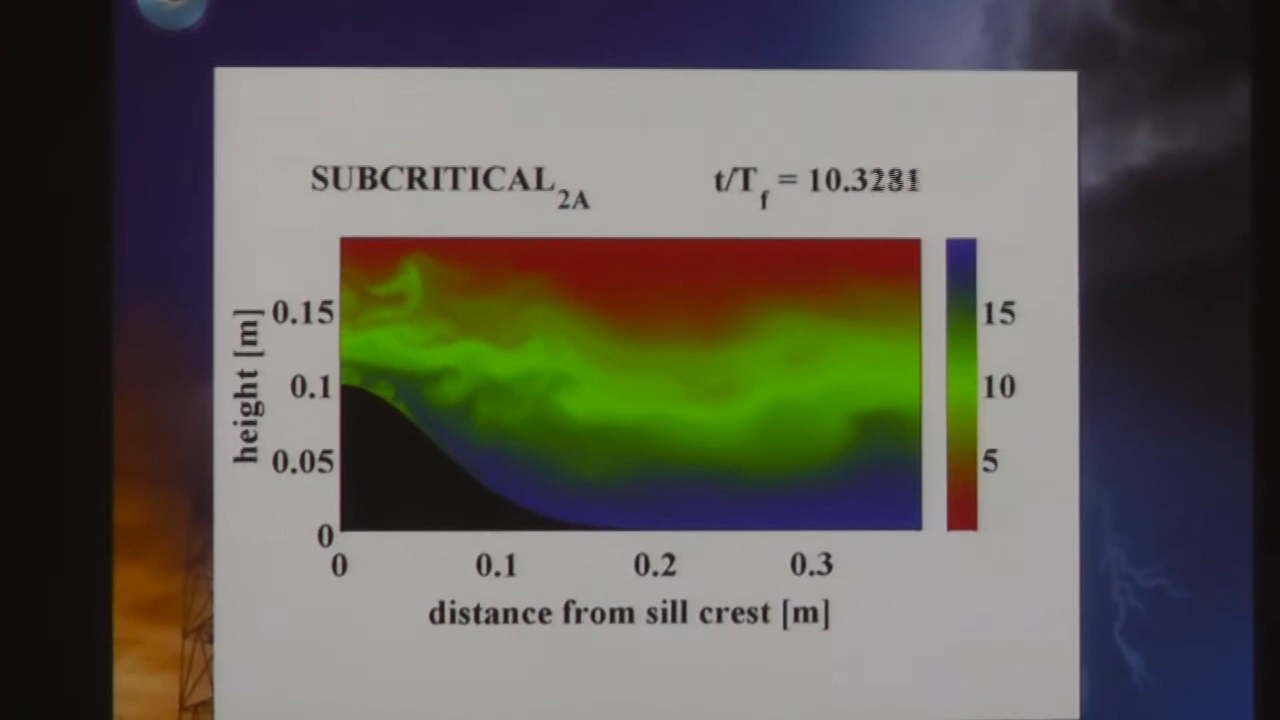 SUBCRITICAL2A
t/Tf = 10.3281
height [m]
0.15
0.1
0.05
0
0
0.1
0.2
0.3
distance from sill crest [m]
15
10
5